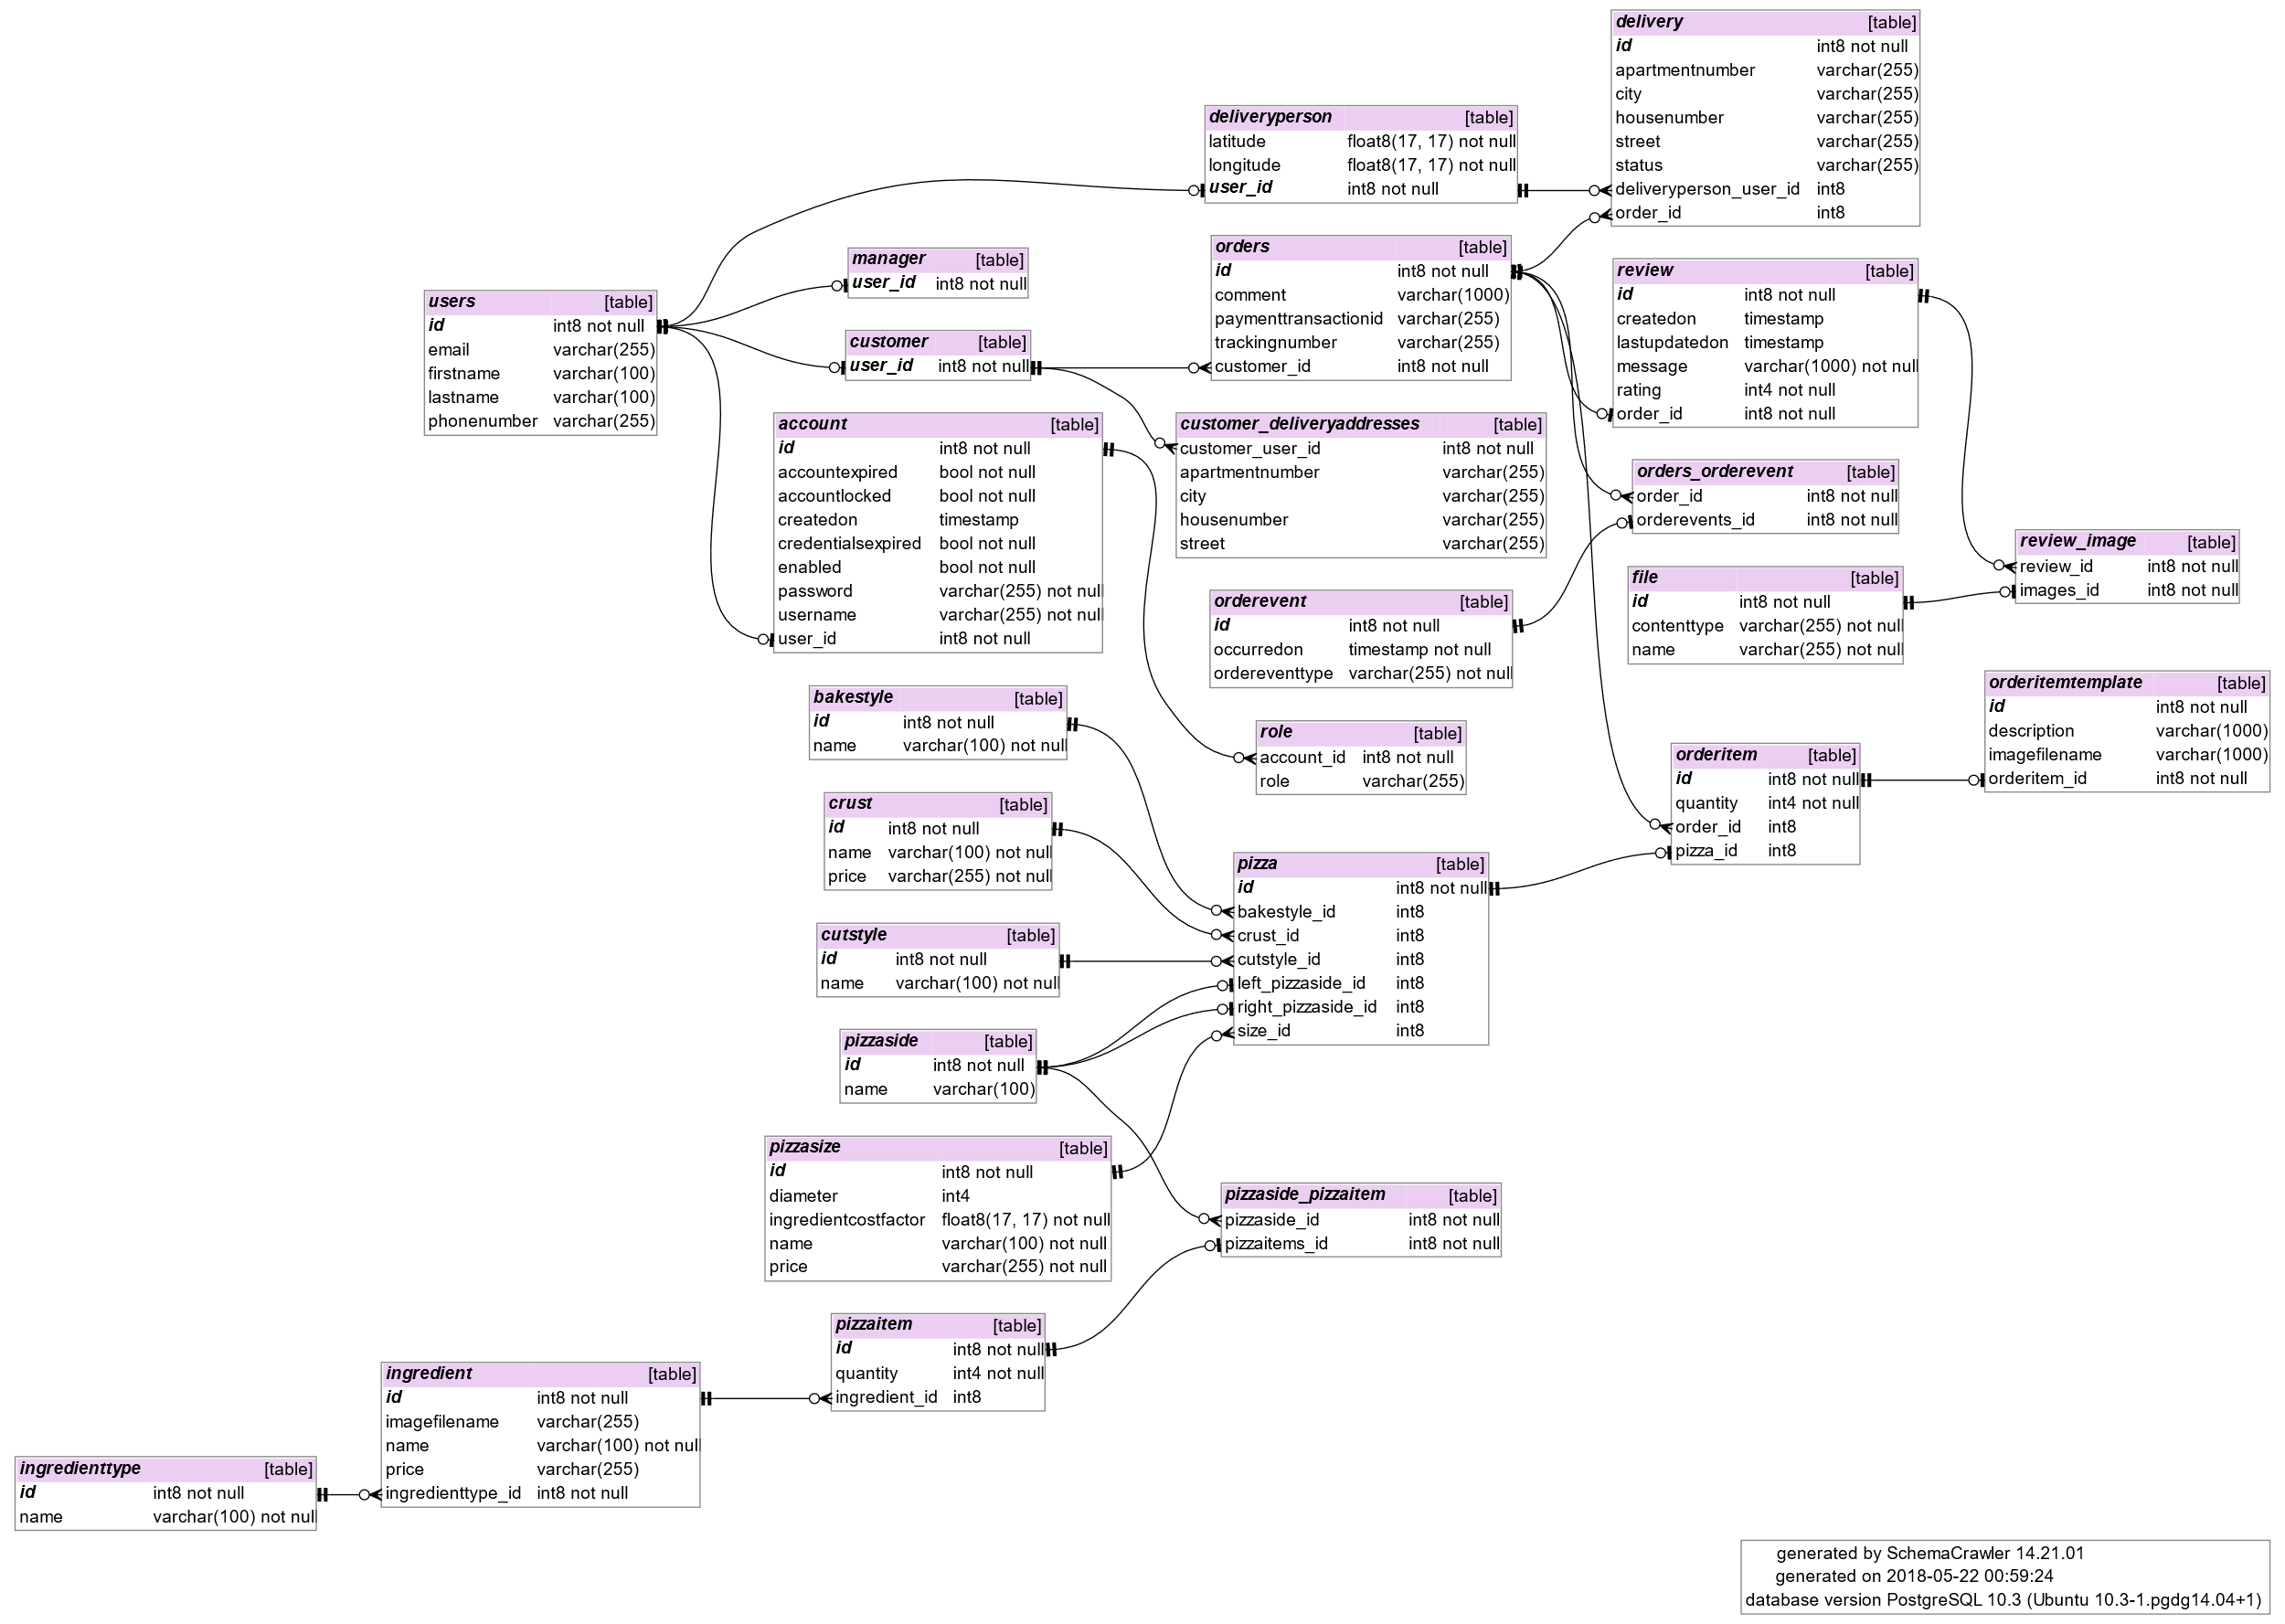 delivery [table]
id int8 not null
apartmentnumber varchar(255)
city varchar(255)
housenumber varchar(255)
street varchar(255)
status varchar(255)
deliveryperson_user_id int8
order_id int8
deliveryperson [table]
latitude float8(17, 17) not null
longitude float8(17, 17) not null
user_id int8 not null
manager [table]
user_id int8 not null
orders [table]
id int8 not null
comment varchar(1000)
paymenttransactionid varchar(255)
trackingnumber varchar(255)
customer_id int8 not null
review [table]
id int8 not null
createdon timestamp
lastupdatedon timestamp
message varchar(1000) not null
rating int4 not null
order_id int8 not null
users [table]
id int8 not null
email varchar(255)
firstname varchar(100)
lastname varchar(100)
phonenumber varchar(255)
customer [table]
user_id int8 not null
account [table]
id int8 not null
accountexpired bool not null
accountlocked bool not null
createdon timestamp
credentialsexpired bool not null
enabled bool not null
password varchar(255) not null
username varchar(255) not null
user_id int8 not null
customer_deliveryaddresses [table]
customer_user_id int8 not null
apartmentnumber varchar(255)
city varchar(255)
housenumber varchar(255)
street varchar(255)
orders_orderevent [table]
order_id int8 not null
orderevents_id int8 not null
review_image [table]
review_id int8 not null
images_id int8 not null
file [table]
id int8 not null
contenttype varchar(255) not null
name varchar(255) not null
orderevent [table]
id int8 not null
occurredon timestamp not null
ordereventtype varchar(255) not null
orderitemtemplate [table]
id int8 not null
description varchar(1000)
imagefilename varchar(1000)
orderitem_id int8 not null
bakestyle [table]
id int8 not null
name varchar(100) not null
role [table]
account_id int8 not null
role varchar(255)
orderitem [table]
id int8 not null
quantity int4 not null
order_id int8
pizza_id int8
crust [table]
id int8 not null
name varchar(100) not null
price varchar(255) not null
pizza [table]
id int8 not null
bakestyle_id int8
crust_id int8
cutstyle_id int8
left_pizzaside_id int8
right_pizzaside_id int8
size_id int8
cutstyle [table]
id int8 not null
name varchar(100) not null
pizzaside [table]
id int8 not null
name varchar(100)
pizzasize [table]
id int8 not null
diameter int4
ingredientcostfactor float8(17, 17) not null
name varchar(100) not null
price varchar(255) not null
pizzaside_pizzaitem [table]
pizzaside_id int8 not null
pizzaitems_id int8 not null
pizzaitem [table]
id int8 not null
quantity int4 not null
ingredient_id int8
ingredient [table]
id int8 not null
imagefilename varchar(255)
name varchar(100) not null
price varchar(255)
ingredienttype_id int8 not null
ingredienttype [table]
id int8 not null
name varchar(100) not null
generated by SchemaCrawler 14.21.01
generated on 2018-05-22 00:59:24
database version PostgreSQL 10.3 (Ubuntu 10.3-1.pgdg14.04+1)